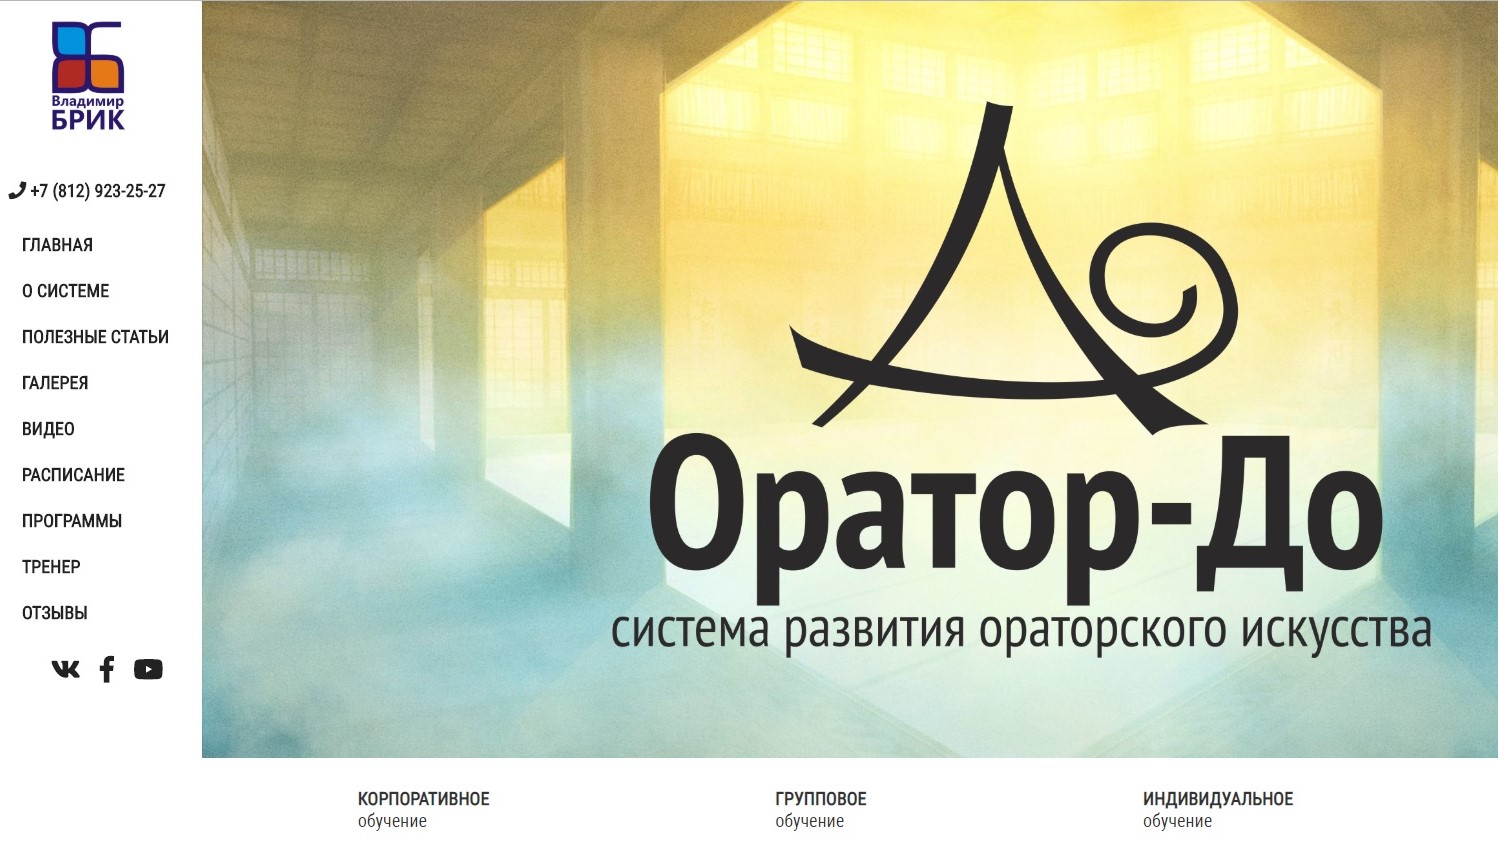 Владимир
БРИК
+7 (812) 923-25-27
ГЛАВНАЯ
О СИСТЕМЕ
ПОЛЕЗНЫЕ СТАТЬИ
ГАЛЕРЕЯ
ВИДЕО
РАСПИСАНИЕ
ПРОГРАММЫ
ТРЕНЕР
ОТЗЫВЫ
Оратор-До
система развития ораторского искусства
КОРПОРАТИВНОЕ
обучение
ГРУППОВОЕ
обучение
ИНДИВИДУАЛЬНОЕ
обучение